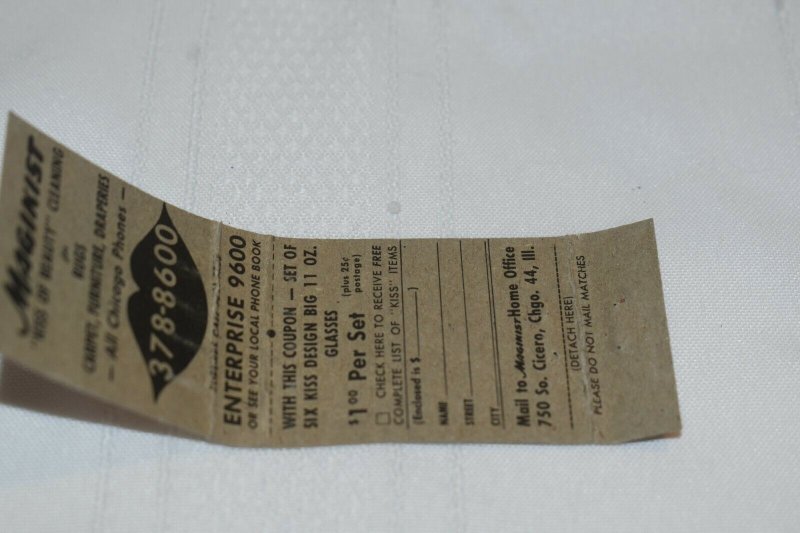 Magikist
"KISS OF BEAUTY" CLEANING
for
RUGS
CARPET, FURNITURE, DRAPERIES
— All Chicago Phones —
378-8600
ENTERPRISE 9600
OR SEE YOUR LOCAL PHONE BOOK
WITH THIS COUPON — SET OF
SIX KISS DESIGN BIG 11 OZ.
GLASSES
$1.00 Per Set (plus 25c postage)
CHECK HERE TO RECEIVE FREE
COMPLETE LIST OF "KISS" ITEMS
(Enclosed is $ )
NAME
STREET
CITY
Mail to Magikist Home Office
750 So. Cicero, Chgo. 44, Ill.
(DETACH HERE)
PLEASE DO NOT MAIL MATCHES